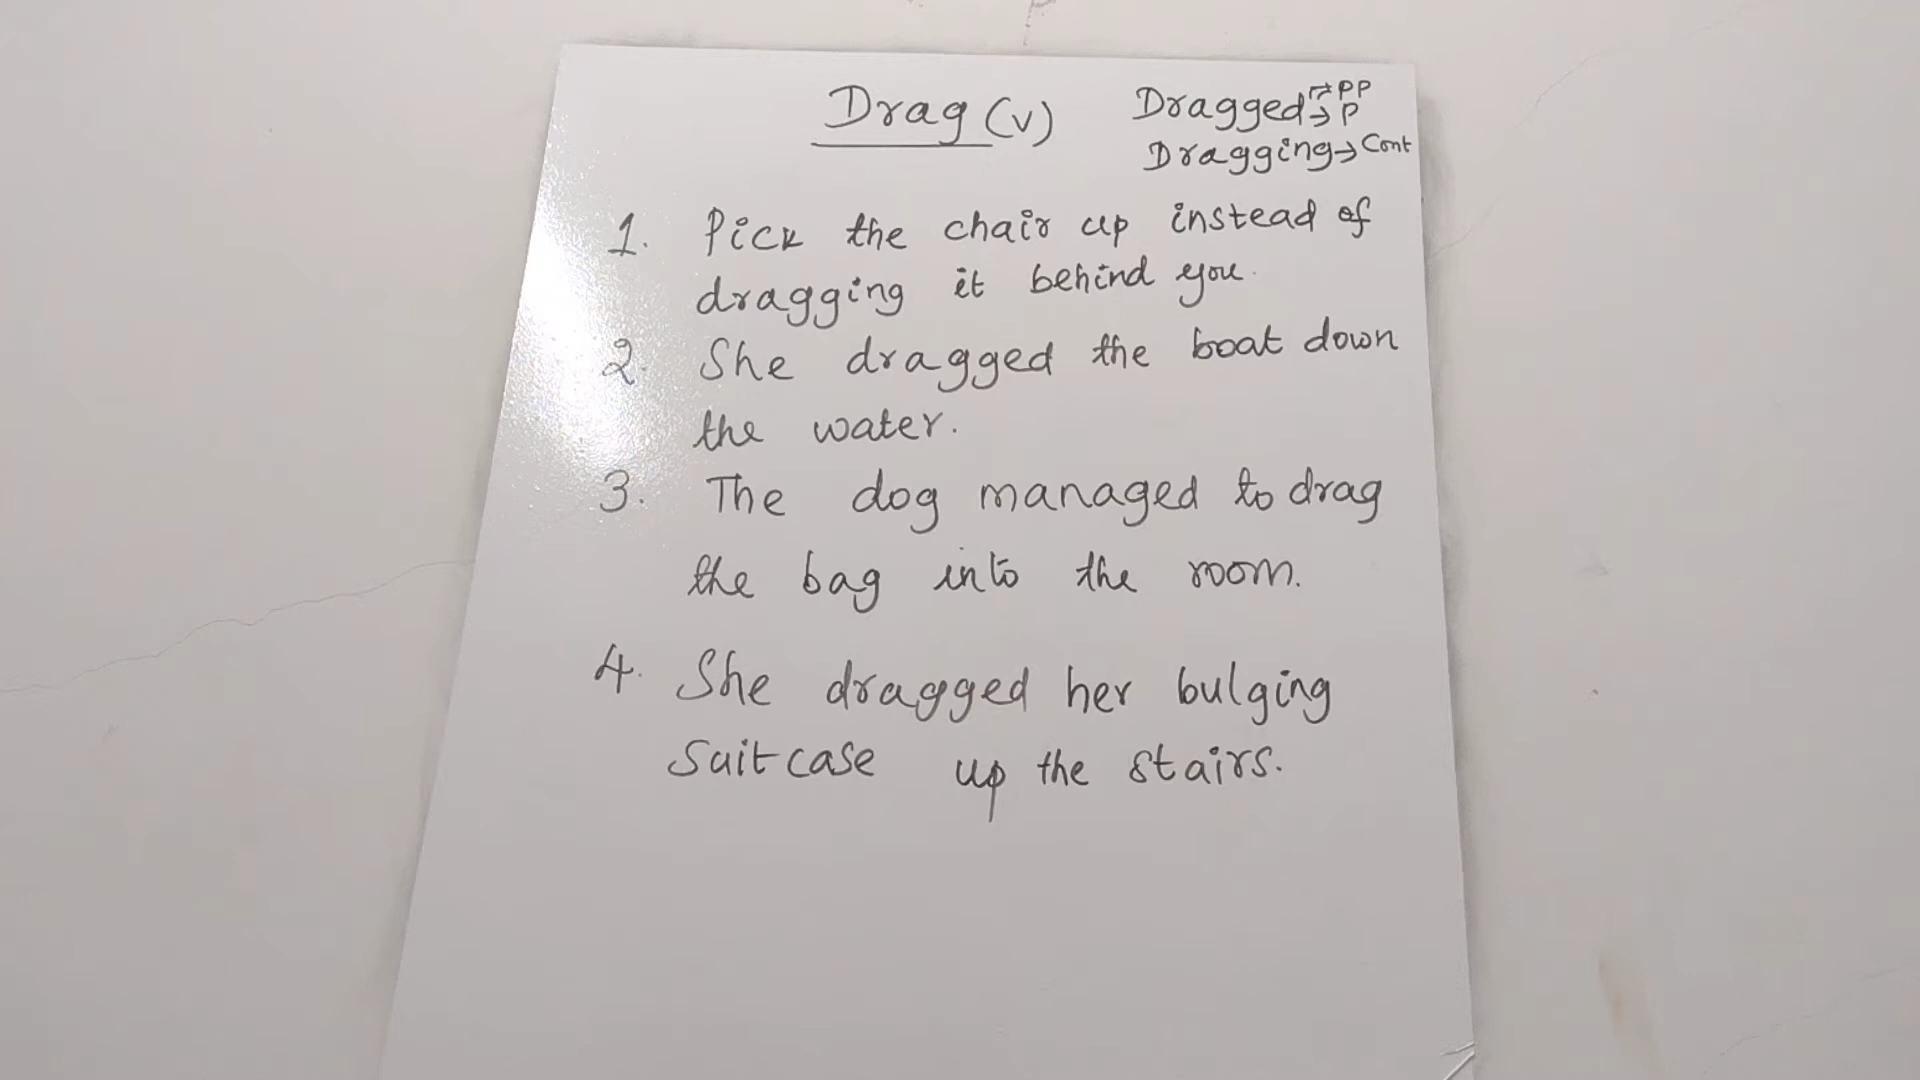 Drag (v)
Dragged → PP
→ P
Dragging → Cont
1. Pick the chair up instead of
dragging it behind you.
2. She dragged the boat down
the water.
3. The dog managed to drag
the bag into the room.
4. She dragged her bulging
suitcase up the stairs.